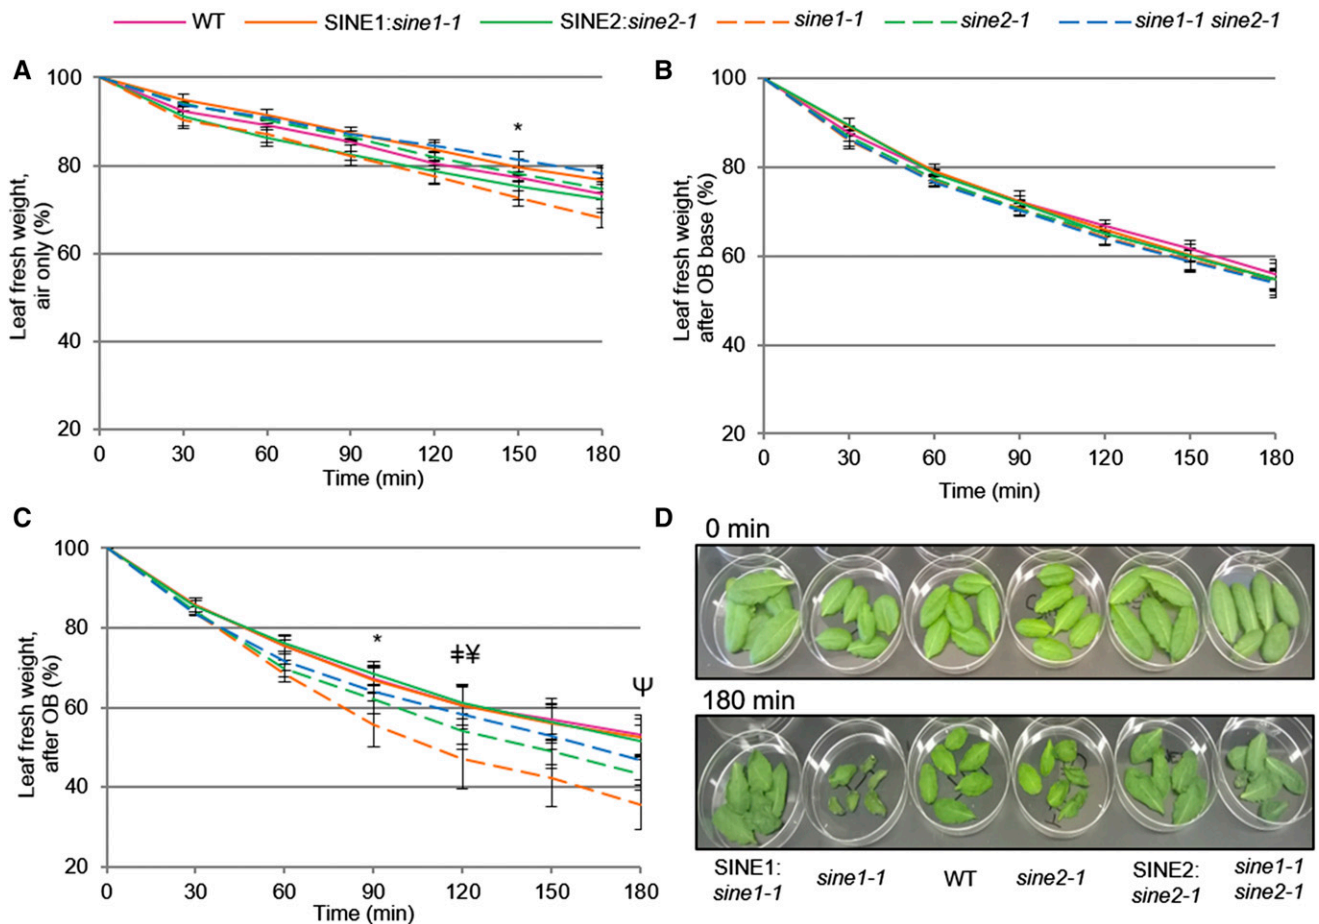 WT SINE1:sine1-1 SINE2:sine2-1 sine1-1 sine2-1 sine1-1 sine2-1
A
Leaf fresh weight,
air only (%)
100
80
60
40
20
*
0 30 60 90 120 150 180
Time (min)
B
Leaf fresh weight,
after OB base (%)
100
80
60
40
20
0 30 60 90 120 150 180
Time (min)
C
Leaf fresh weight,
after OB (%)
100
80
60
40
20
*
ǂ¥
Ψ
0 30 60 90 120 150 180
Time (min)
D
0 min
180 min
SINE1: sine1-1 WT sine2-1 SINE2: sine1-1
sine1-1 sine2-1 sine2-1